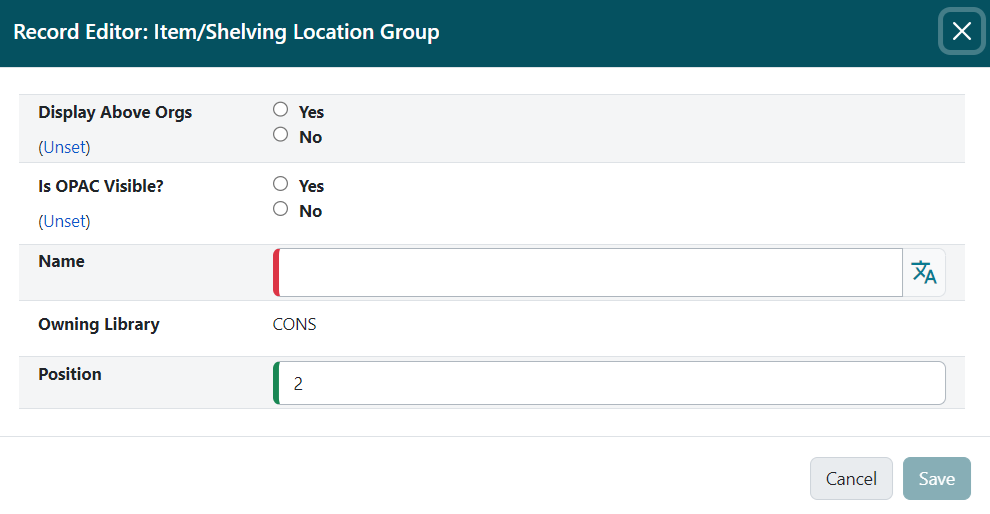 Record Editor: Item/Shelving Location Group
Display Above Orgs
(Unset)
Yes
No
Is OPAC Visible?
(Unset)
Yes
No
Name
Owning Library
CONS
Position
2
Cancel
Save